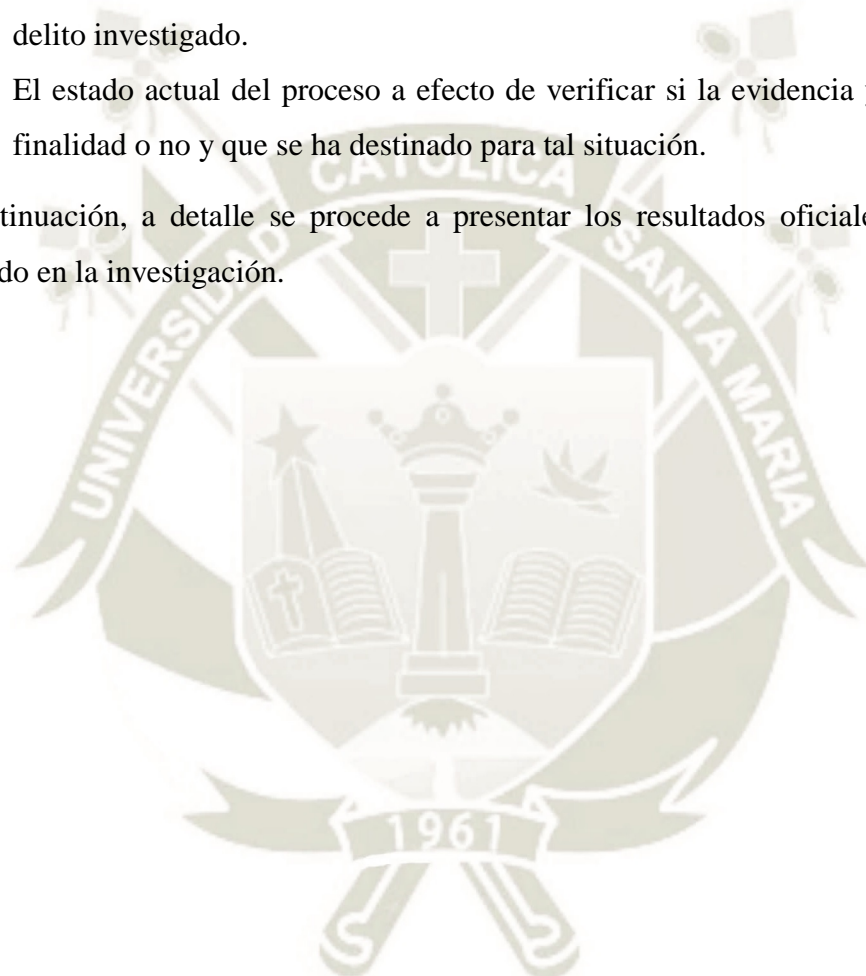 delito investigado.
El estado actual del proceso a efecto de verificar si la evidencia
finalidad o no y que se ha destinado para tal situación.
tinuación, a detalle se procede a presentar los resultados oficiale
do en la investigación.
UNIVERSIDAD CATOLICA SANTA MARIA
1961